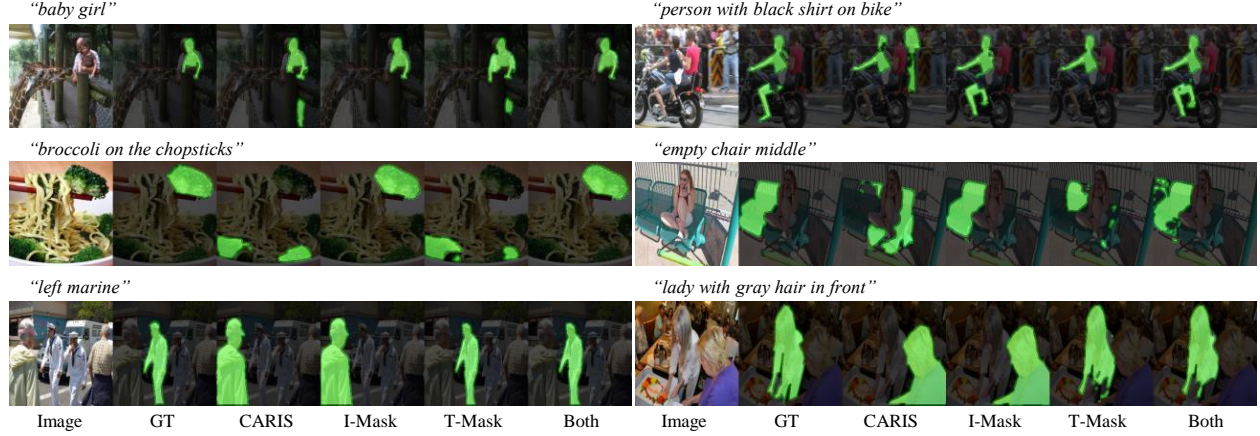 “baby girl”
“person with black shirt on bike”
“broccoli on the chopsticks”
“empty chair middle”
“left marine”
“lady with gray hair in front”
Image GT CARIS I-Mask T-Mask Both Image GT CARIS I-Mask T-Mask Both